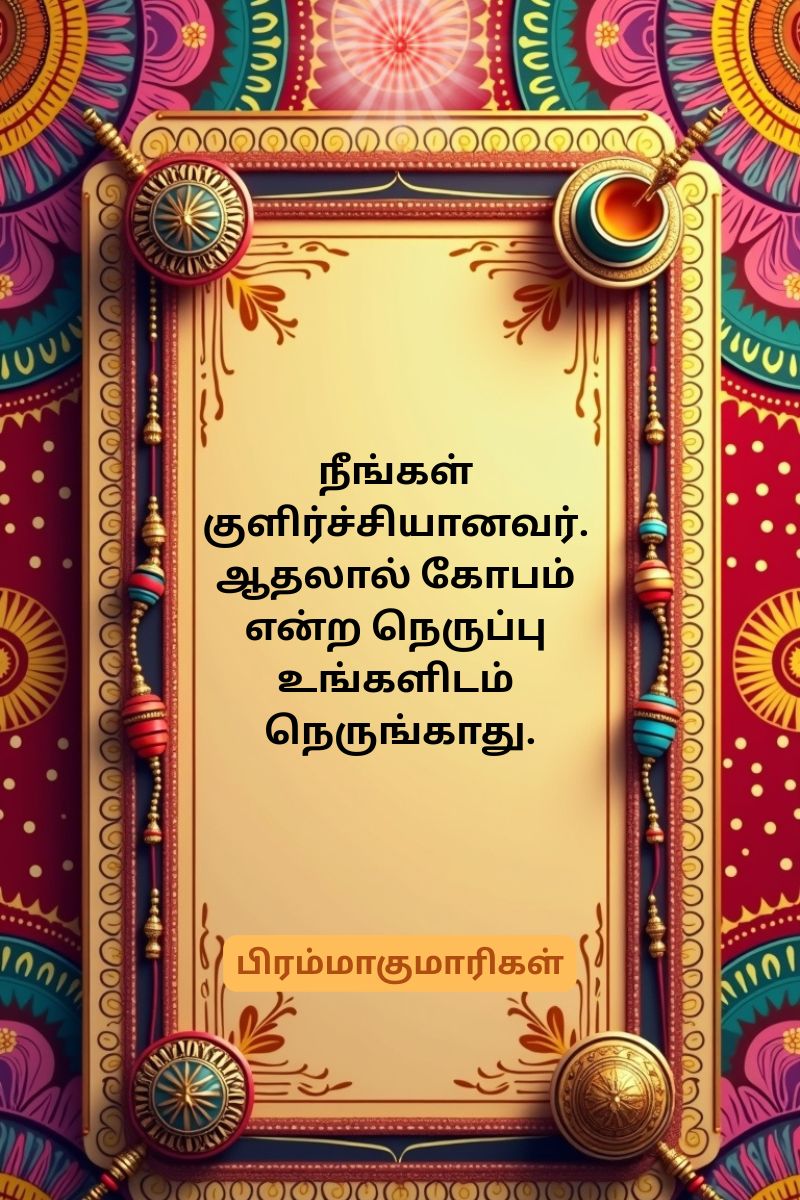 நீங்கள்
குளிர்ச்சியானவர்.
ஆதலால் கோபம்
என்ற நெருப்பு
உங்களிடம்
நெருங்காது.
பிரம்மாகுமாரிகள்